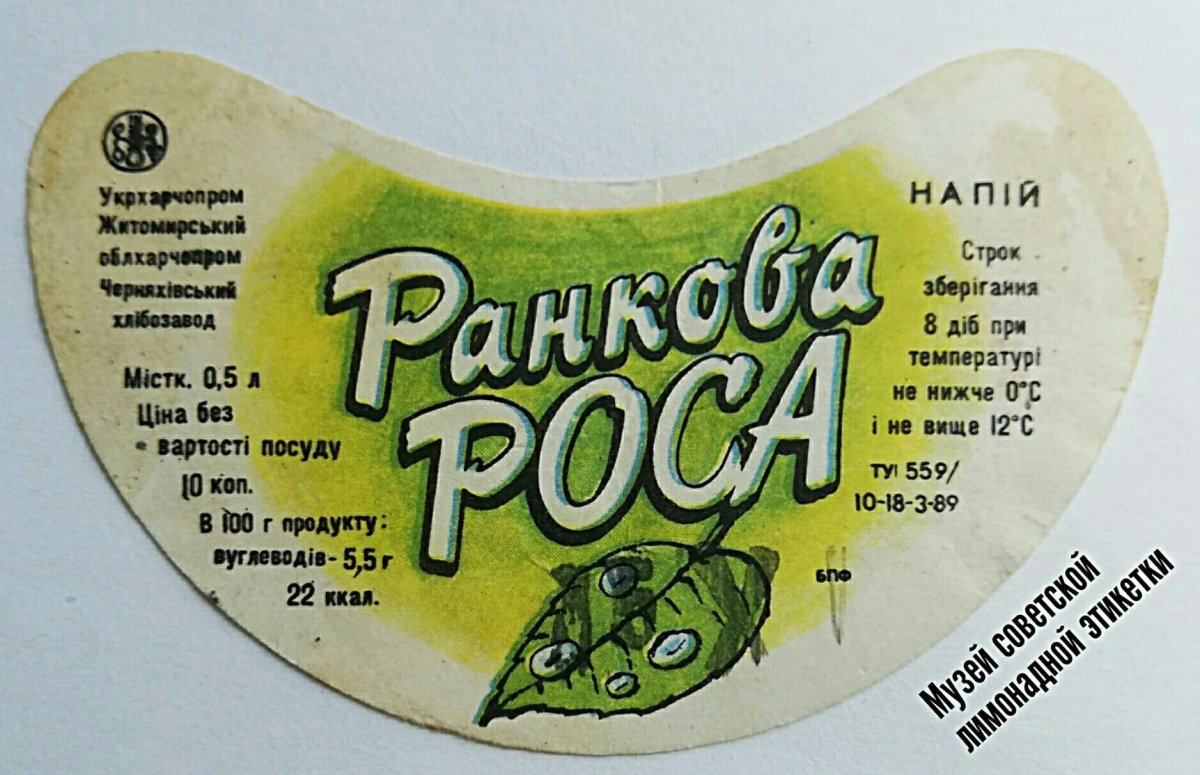 Укрхарчопром
Житомирський
облхарчопром
Черняхівський
хлібозавод
Містк. 0,5 л
Ціна без
вартості посуду
10 коп.
В 100 г продукту:
вуглеводів - 5,5 г
22 ккал.
Ранкова
РОСА
НАПІЙ
Строк
зберігання
8 діб при
температурі
не нижче 0°С
і не вище 12°С
ТУ 559/
10-18-3-89
БПФ
Музей советской
лимонадной этикетки